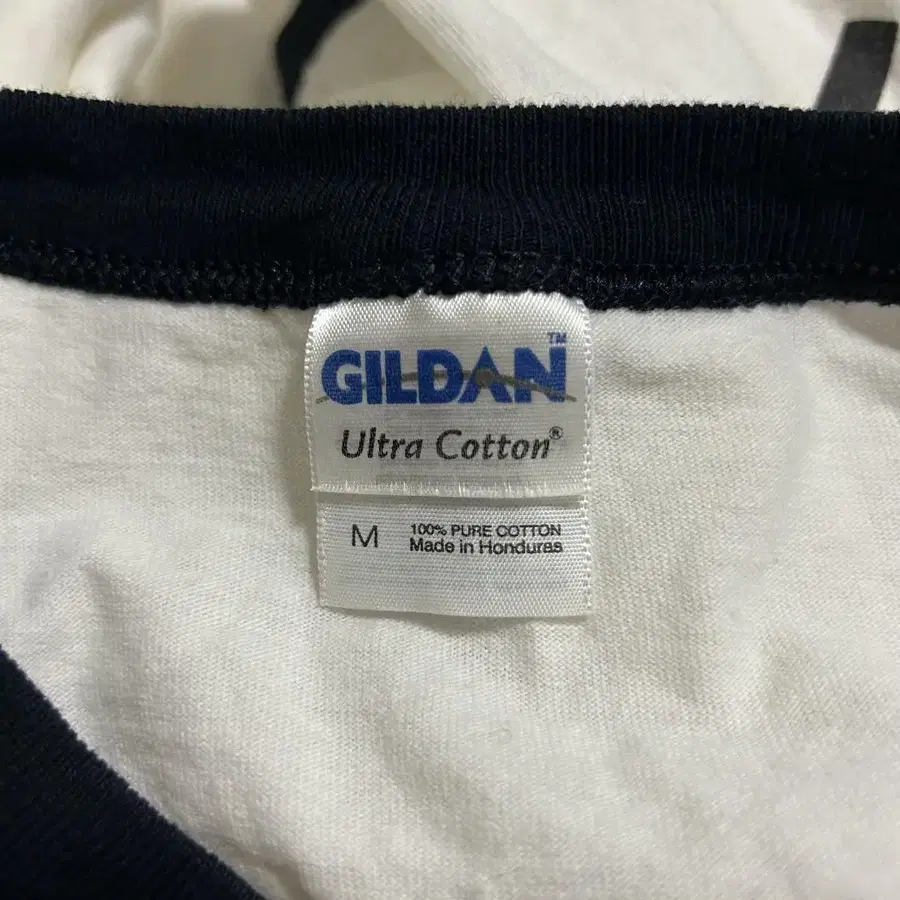 GILDAN™
Ultra Cotton®
M
100% PURE COTTON
Made in Honduras